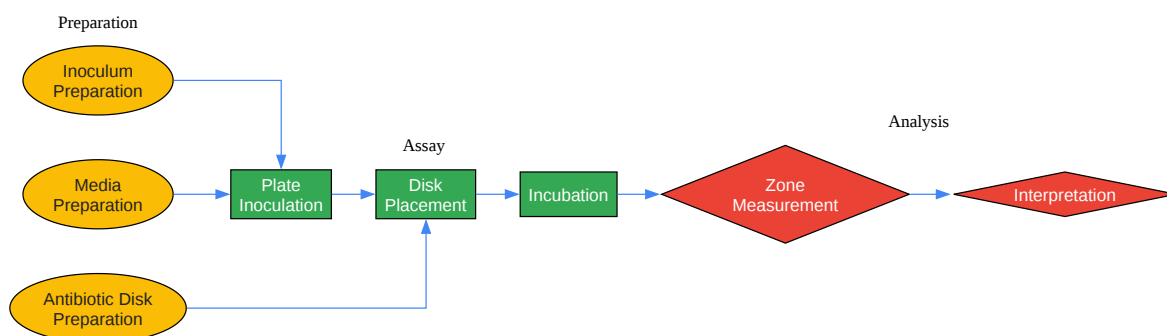 Preparation
Inoculum
Preparation
Media
Preparation
Antibiotic Disk
Preparation
Assay
Plate
Inoculation
Disk
Placement
Incubation
Analysis
Zone
Measurement
Interpretation